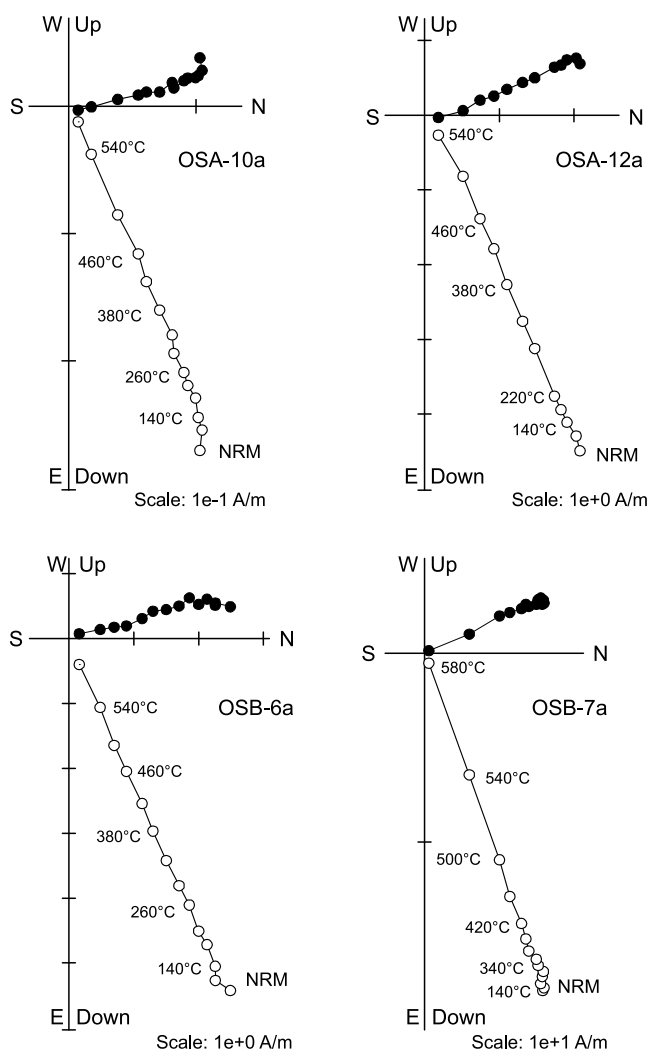 W Up
S
N
540°C
OSA-10a
460°C
380°C
260°C
140°C
NRM
E Down
Scale: 1e-1 A/m
W Up
S
N
540°C
OSA-12a
460°C
380°C
220°C
140°C
NRM
E Down
Scale: 1e+0 A/m
W Up
S
N
540°C
OSB-6a
460°C
380°C
260°C
140°C
NRM
E Down
Scale: 1e+0 A/m
W Up
S
N
580°C
OSB-7a
540°C
500°C
420°C
340°C
140°C
NRM
E Down
Scale: 1e+1 A/m